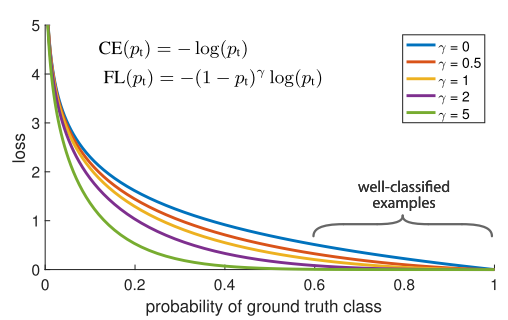 CE(pₜ) = − log(pₜ)
FL(pₜ) = −(1 − pₜ)ᵞ log(pₜ)
γ = 0
γ = 0.5
γ = 1
γ = 2
γ = 5
well-classified
examples
loss
5
4
3
2
1
0
0
0.2
0.4
0.6
0.8
1
probability of ground truth class